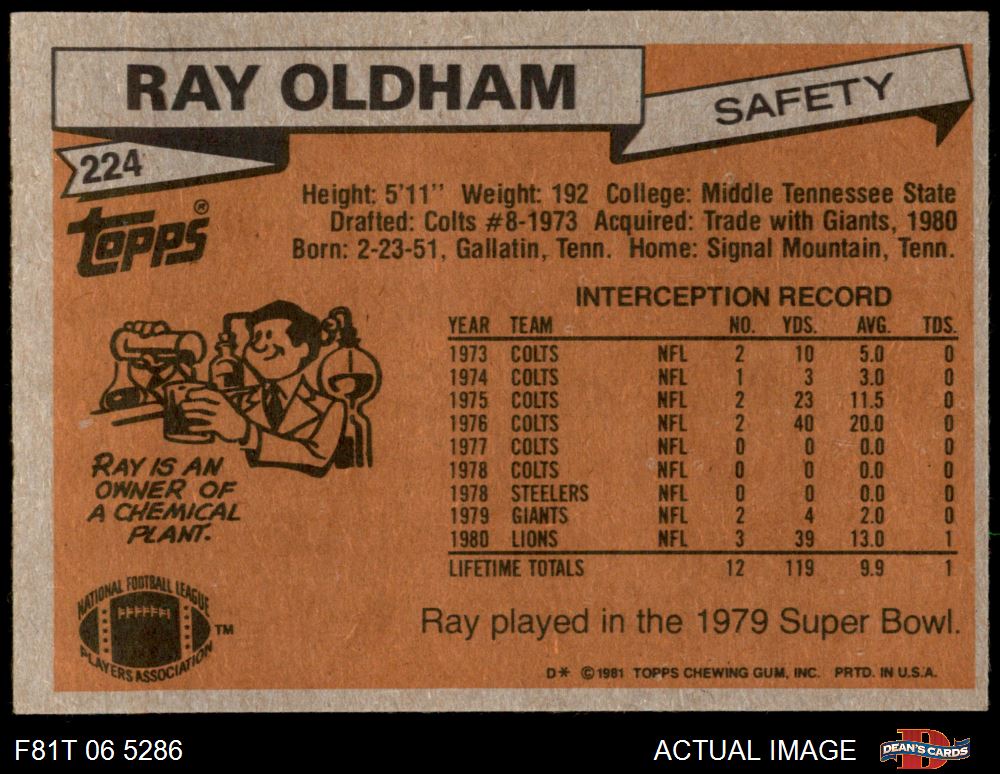 RAY OLDHAM
SAFETY
224
TOPPS®
Height: 5'11" Weight: 192 College: Middle Tennessee State
Drafted: Colts #8-1973 Acquired: Trade with Giants, 1980
Born: 2-23-51, Gallatin, Tenn. Home: Signal Mountain, Tenn.
INTERCEPTION RECORD
YEAR TEAM NO. YDS. AVG. TDS.
1973 COLTS NFL 2 10 5.0 0
1974 COLTS NFL 1 3 3.0 0
1975 COLTS NFL 2 23 11.5 0
1976 COLTS NFL 2 40 20.0 0
1977 COLTS NFL 0 0 0.0 0
1978 COLTS NFL 0 0 0.0 0
1978 STEELERS NFL 0 0 0.0 0
1979 GIANTS NFL 2 4 2.0 0
1980 LIONS NFL 3 39 13.0 1
LIFETIME TOTALS 12 119 9.9 1
RAY IS AN
OWNER OF
A CHEMICAL
PLANT.
NATIONAL FOOTBALL LEAGUE
PLAYERS ASSOCIATION
TM
Ray played in the 1979 Super Bowl.
D* ©1981 TOPPS CHEWING GUM, INC. PRTD. IN U.S.A.
F81T 06 5286
ACTUAL IMAGE
DEAN'S CARDS